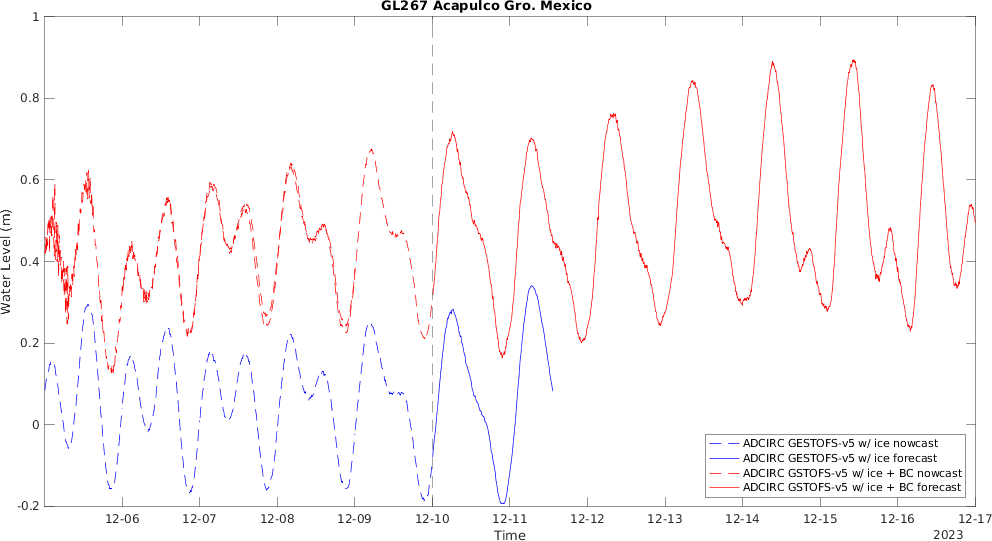 GL267 Acapulco Gro. Mexico
Water Level (m)
1
0.8
0.6
0.4
0.2
0
-0.2
12-06 12-07 12-08 12-09 12-10 12-11 12-12 12-13 12-14 12-15 12-16 12-17
Time
2023
ADCIRC GESTOFS-v5 w/ ice nowcast
ADCIRC GESTOFS-v5 w/ ice forecast
ADCIRC GSTOFS-v5 w/ ice + BC nowcast
ADCIRC GSTOFS-v5 w/ ice + BC forecast